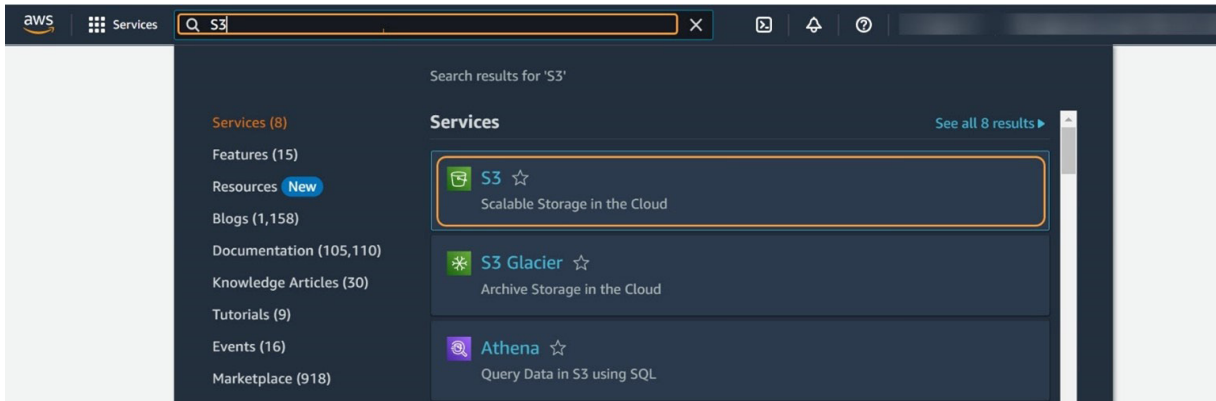 aws Services S3
Search results for 'S3'
Services (8)
Features (15)
Resources New
Blogs (1,158)
Documentation (105,110)
Knowledge Articles (30)
Tutorials (9)
Events (16)
Marketplace (918)
Services See all 8 results
S3
Scalable Storage in the Cloud
S3 Glacier
Archive Storage in the Cloud
Athena
Query Data in S3 using SQL